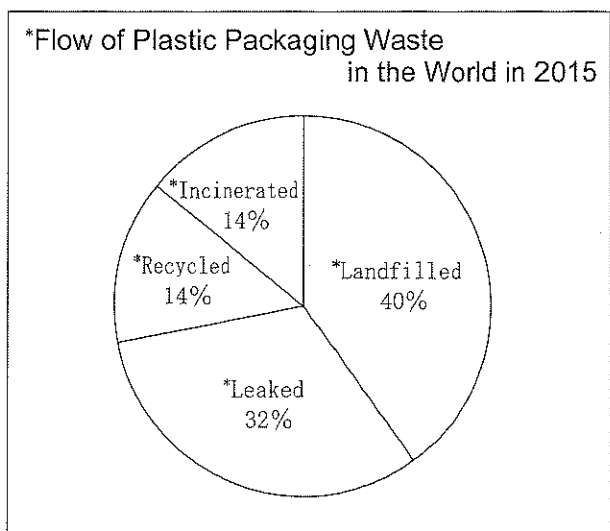 *Flow of Plastic Packaging Waste
in the World in 2015
*Incinerated
14%
*Recycled
14%
*Landfilled
40%
*Leaked
32%